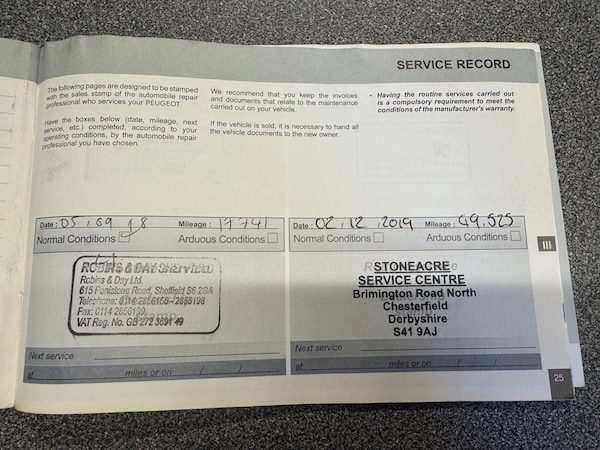 SERVICE RECORD
The following pages are designed to be stamped
with the sales stamp of the automobile repair
professional who services your PEUGEOT.
Have the boxes below (date, mileage, next
service, etc.) completed, according to your
operating conditions, by the automobile repair
professional you have chosen.
We recommend that you keep the invoices
and documents that relate to the maintenance
carried out on your vehicle.
If the vehicle is sold, it is necessary to hand all
the vehicle documents to the new owner.
• Having the routine services carried out
is a compulsory requirement to meet the
conditions of the manufacturer's warranty.
Date: 05 / 09 / 18 Mileage: 17741
Normal Conditions Arduous Conditions
ROBINS & DAY
Robins & Day Ltd.
615 Penistone Road, Sheffield S6 2GA
Telephone: 0114
Fax: 0114
VAT Reg. No. GB 272 3691 49
Next service
at miles or on / /
Date: 02.12.2019 Mileage: 49.525
Normal Conditions Arduous Conditions
STONEACRE
SERVICE CENTRE
Brimington Road North
Chesterfield
Derbyshire
S41 9AJ
Next service
at miles or on / /
III
25